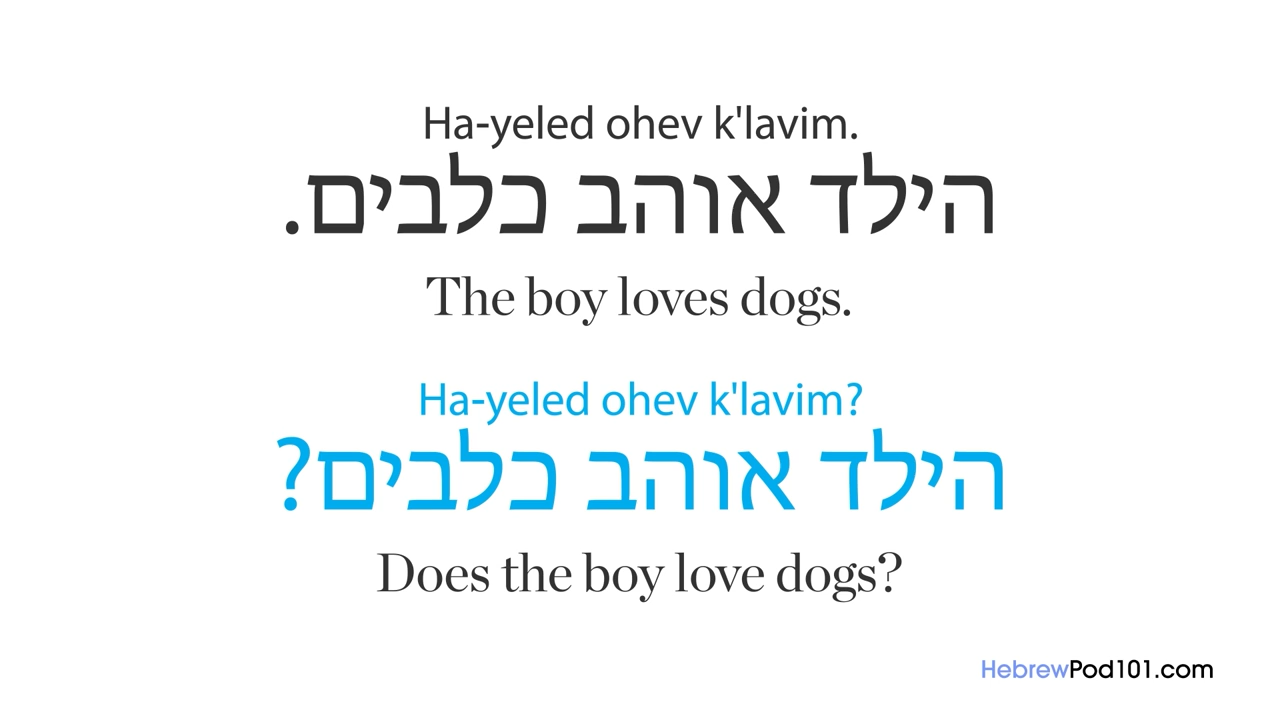 Ha-yeled ohev k'lavim.
הילד אוהב כלבים.
The boy loves dogs.
Ha-yeled ohev k'lavim?
הילד אוהב כלבים?
Does the boy love dogs?
HebrewPod101.com